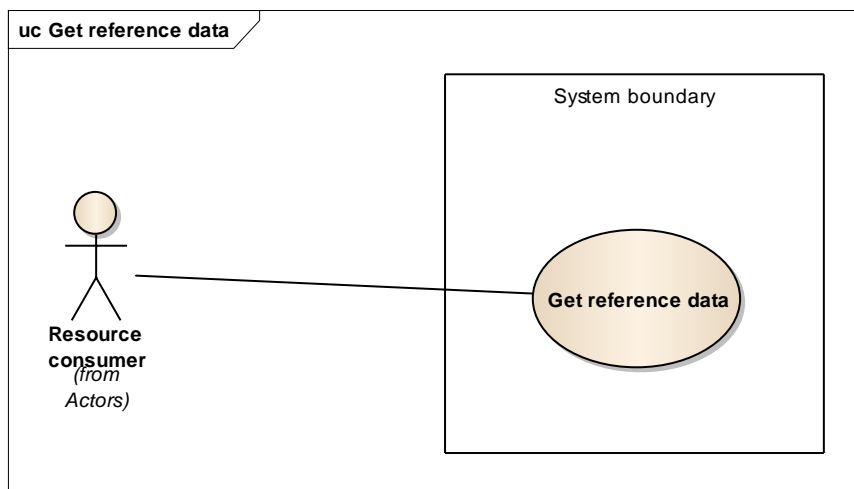 uc Get reference data
System boundary
Get reference data
Resource
consumer
(from
Actors)